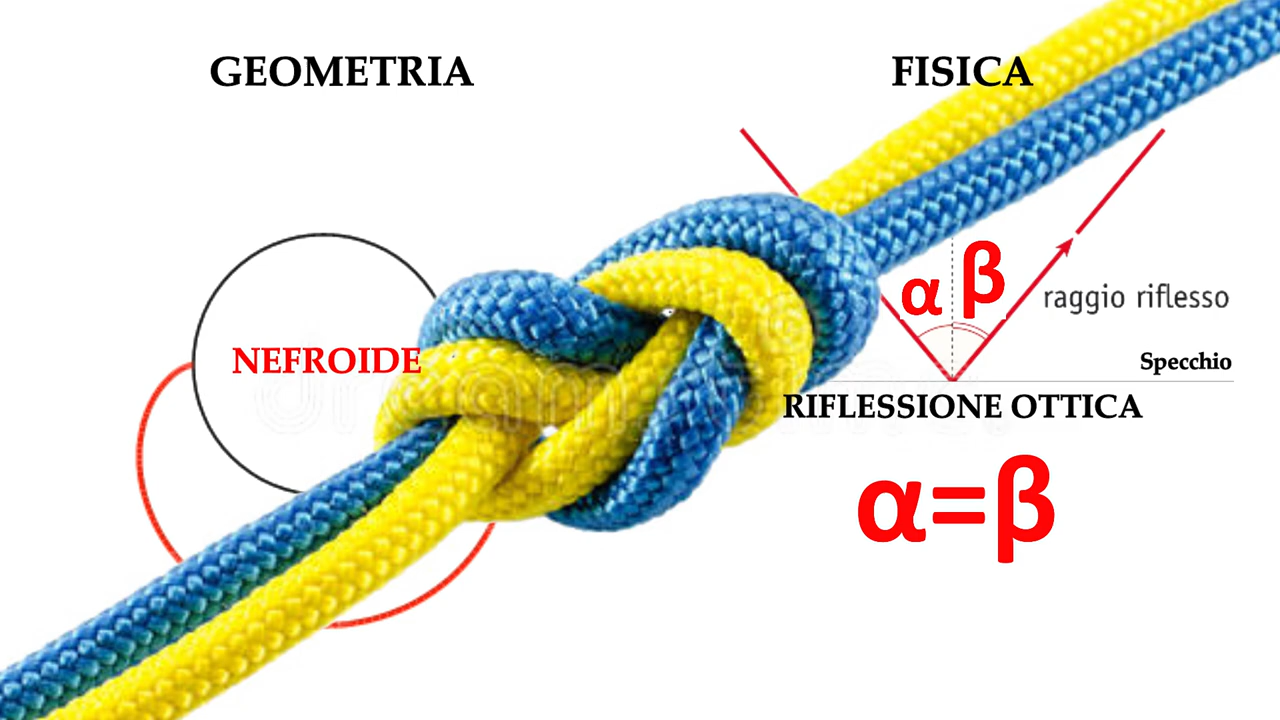 GEOMETRIA
FISICA
NEFROIDE
α β
raggio riflesso
Specchio
RIFLESSIONE OTTICA
α=β